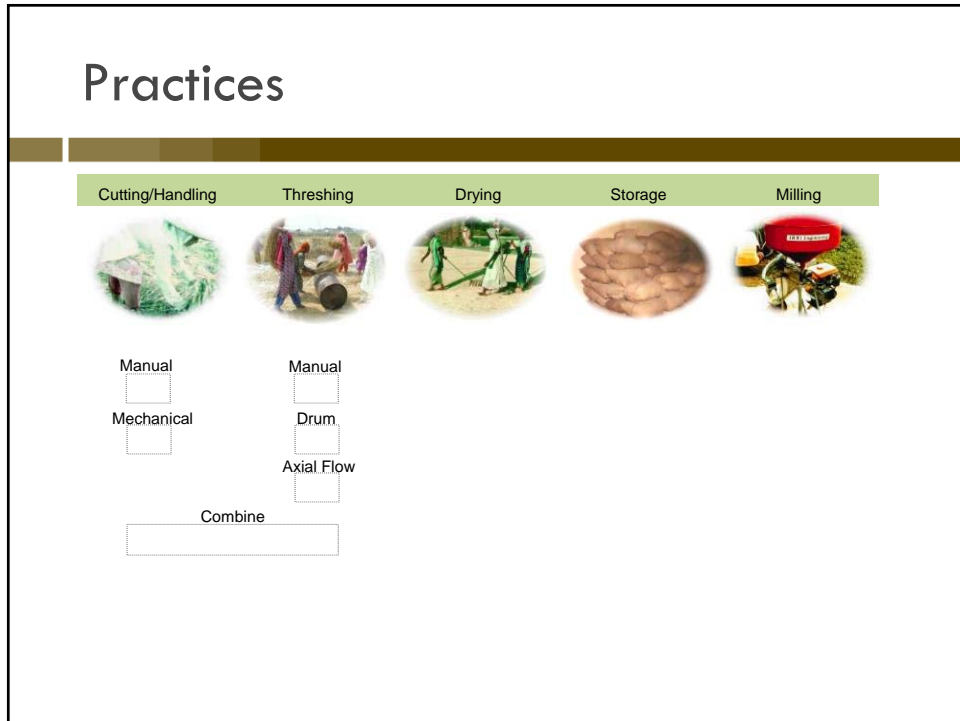 Practices
Cutting/Handling Threshing Drying Storage Milling
Manual Manual
Mechanical Drum
Axial Flow
Combine